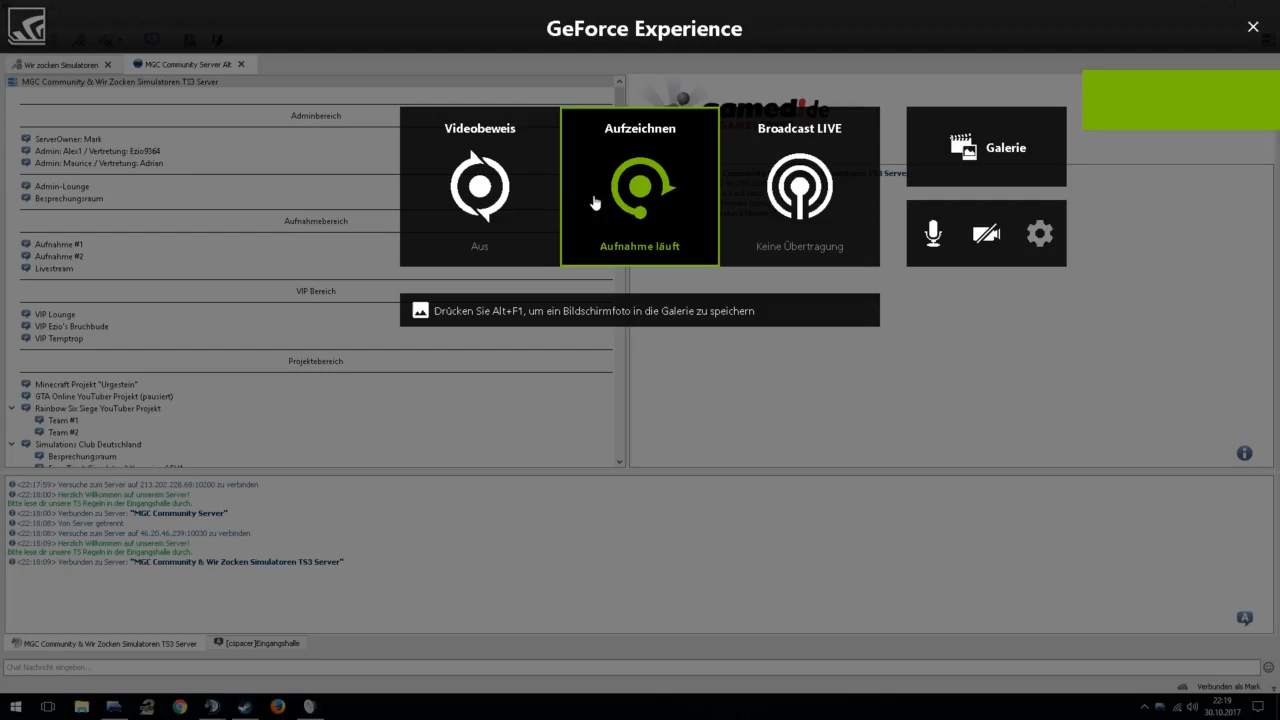 GeForce Experience
Wir zocken Simulatoren
MGC Community Server Alt
MGC Community & Wir Zocken Simulatoren TS3 Server
Adminbereich
ServerOwner: Mark
Admin: Alex1 / Vertretung: Ezio9364
Admin: Maurice / Vertretung: Adrian
Admin-Lounge
Besprechungsraum
Aufnahmebereich
Aufnahme #1
Aufnahme #2
Livestream
VIP Bereich
VIP Lounge
VIP Ezio's Bruchbude
VIP Temptrop
Projektebereich
Minecraft Projekt "Urgestein"
GTA Online YouTuber Projekt (pausiert)
Rainbow Six Siege YouTuber Projekt
Team #1
Team #2
Simulations Club Deutschland
Besprechungsraum
Videobeweis
Aus
Aufzeichnen
Aufnahme läuft
Broadcast LIVE
Keine Übertragung
Galerie
Drücken Sie Alt+F1, um ein Bildschirmfoto in die Galerie zu speichern
<22:17:59> Versuche zum Server auf 213.202.228.68:10200 zu verbinden
<22:18:00> Herzlich Willkommen auf unserem Server!
Bitte lese dir unsere TS Regeln in der Eingangshalle durch.
<22:18:00> Verbunden zu Server: "MGC Community Server"
<22:18:08> Von Server getrennt
<22:18:08> Versuche zum Server auf 46.20.46.239:10030 zu verbinden
<22:18:09> Herzlich Willkommen auf unserem Server!
Bitte lese dir unsere TS Regeln in der Eingangshalle durch.
<22:18:09> Verbunden zu Server: "MGC Community & Wir Zocken Simulatoren TS3 Server"
MGC Community & Wir Zocken Simulatoren TS3 Server
[cspacer]Eingangshalle
Chat Nachricht eingeben...
Verbunden als Mark
22:19
30.10.2017